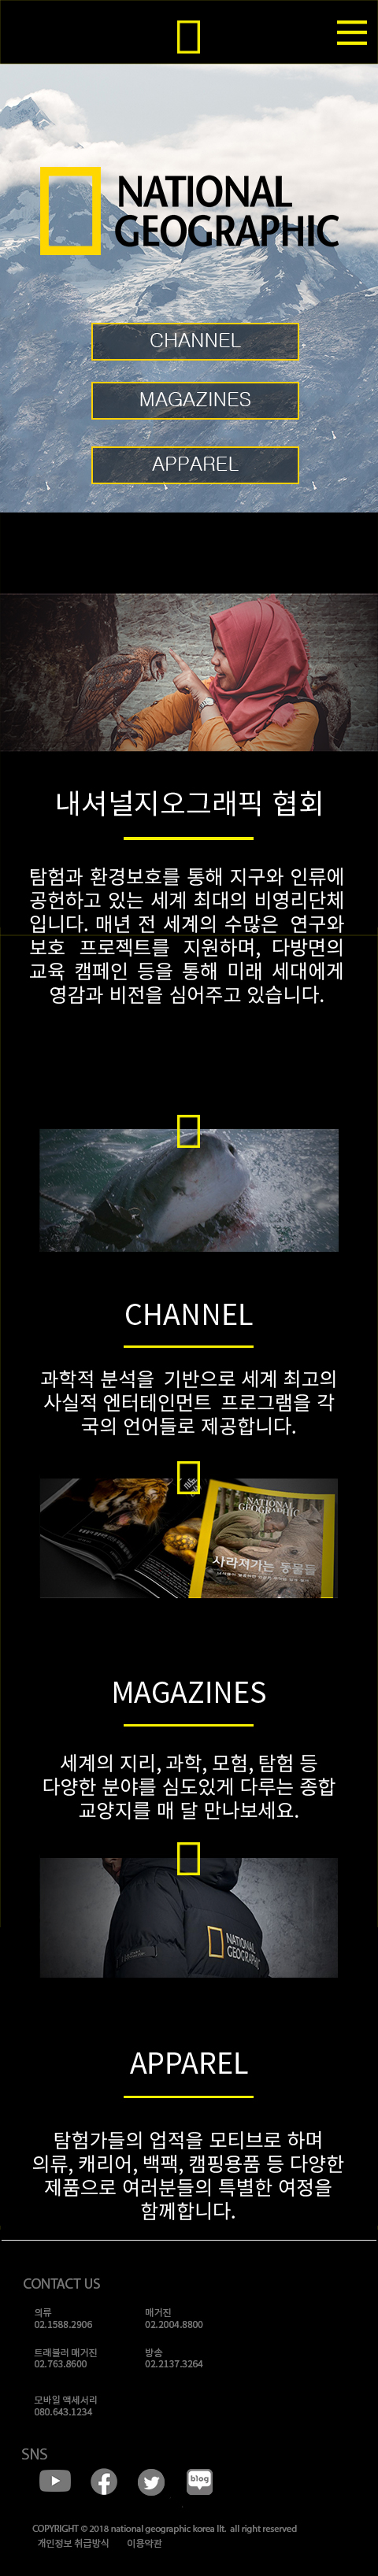 NATIONAL
GEOGRAPHIC
CHANNEL
MAGAZINES
APPAREL
내셔널지오그래픽 협회
탐험과 환경보호를 통해 지구와 인류에
공헌하고 있는 세계 최대의 비영리단체
입니다. 매년 전 세계의 수많은 연구와
보호 프로젝트를 지원하며, 다방면의
교육 캠페인 등을 통해 미래 세대에게
영감과 비전을 심어주고 있습니다.
CHANNEL
과학적 분석을 기반으로 세계 최고의
사실적 엔터테인먼트 프로그램을 각
국의 언어들로 제공합니다.
NATIONAL
GEOGRAPHIC
사라져가는 동물들
MAGAZINES
세계의 지리, 과학, 모험, 탐험 등
다양한 분야를 심도있게 다루는 종합
교양지를 매 달 만나보세요.
NATIONAL
GEOGRAPHIC
APPAREL
탐험가들의 업적을 모티브로 하며
의류, 캐리어, 백팩, 캠핑용품 등 다양한
제품으로 여러분들의 특별한 여정을
함께합니다.
CONTACT US
의류 매거진
02.1588.2906 02.2004.8800
트래블러 매거진 방송
02.763.8600 02.2137.3264
모바일 액세서리
080.643.1234
SNS
blog
COPYRIGHT © 2018 national geographic korea llt. all right reserved
개인정보 취급방식 이용약관